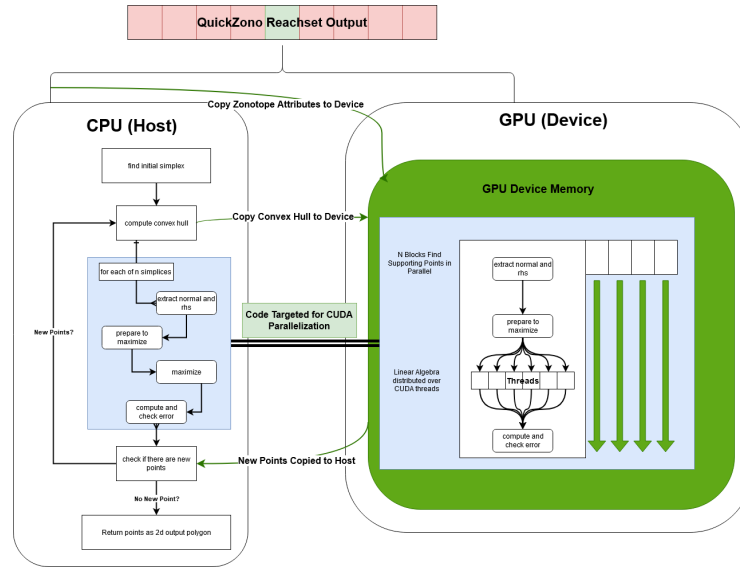 QuickZono Reachset Output
Copy Zonotope Attributes to Device
CPU (Host)
find initial simplex
compute convex hull
for each of n simplices
extract normal and
rhs
prepare to
maximize
maximize
compute and
check error
check if there are new
points
New Points?
No New Point?
Return points as 2d output polygon
Copy Convex Hull to Device
Code Targeted for CUDA
Parallelization
New Points Copied to Host
GPU (Device)
GPU Device Memory
N Blocks Find
Supporting Points in
Parallel
Linear Algebra
distributed over
CUDA threads
extract normal and
rhs
prepare to
maximize
Threads
compute and
check error